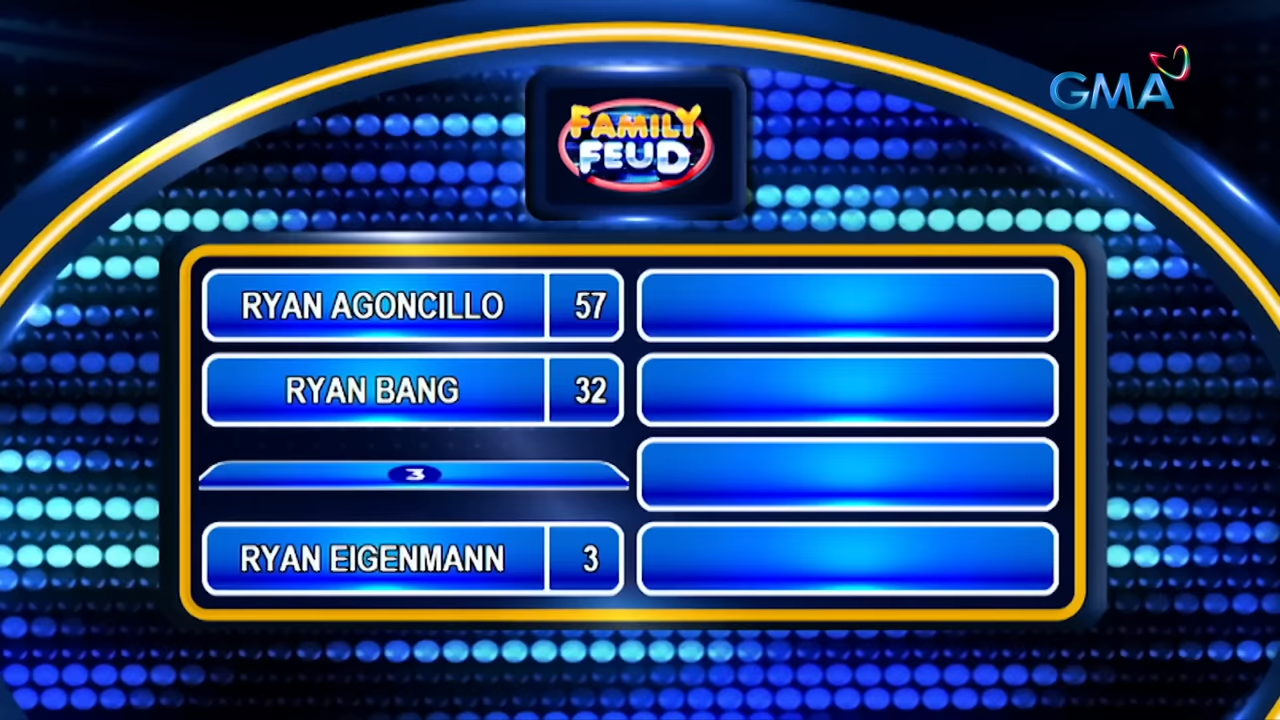 GMA
FAMILY
FEUD
RYAN AGONCILLO 57
RYAN BANG 32
3
RYAN EIGENMANN 3